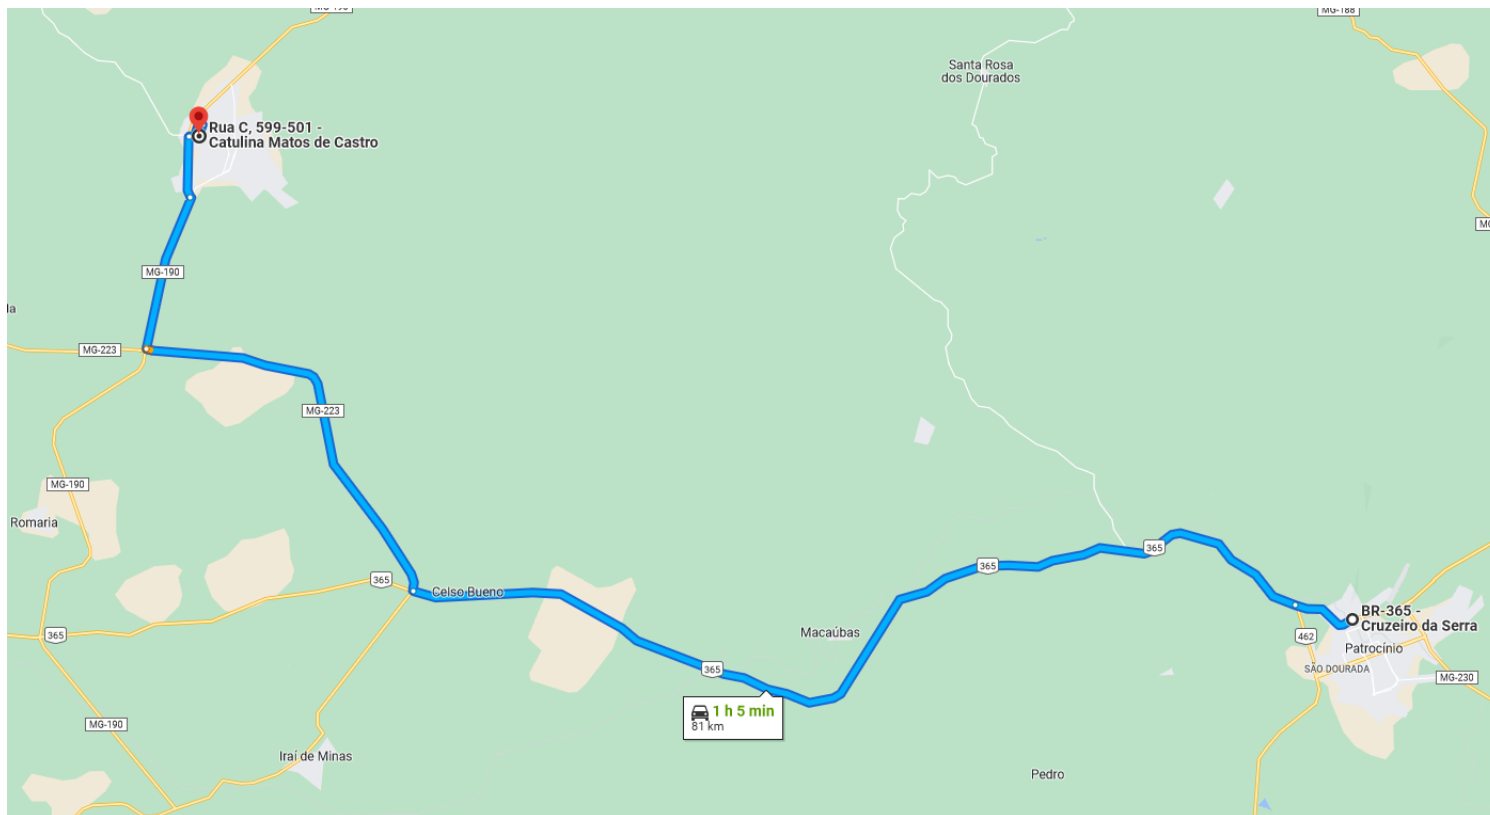 MG-190
MG-188
Santa Rosa
dos Dourados
Rua C, 599-501 -
Catulina Matos de Castro
MG-190
la
MG-223
MG-223
MG-190
Romaria
365
Celso Bueno
365
365
365
BR-365 -
Cruzeiro da Serra
Macaúbas
462
Patrocínio
365
SÃO DOURADA
365
MG-230
1 h 5 min
81 km
MG-190
Iraí de Minas
Pedro